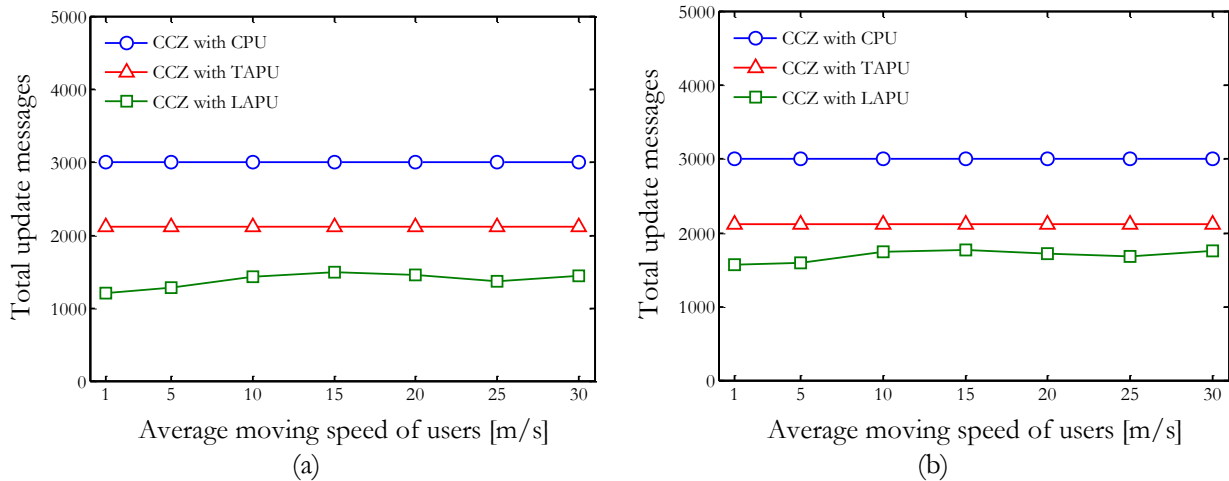 5000
4000
3000
2000
1000
0
CCZ with CPU
CCZ with TAPU
CCZ with LAPU
Total update messages
1 5 10 15 20 25 30
Average moving speed of users [m/s]
(a)
5000
4000
3000
2000
1000
0
CCZ with CPU
CCZ with TAPU
CCZ with LAPU
Total update messages
1 5 10 15 20 25 30
Average moving speed of users [m/s]
(b)